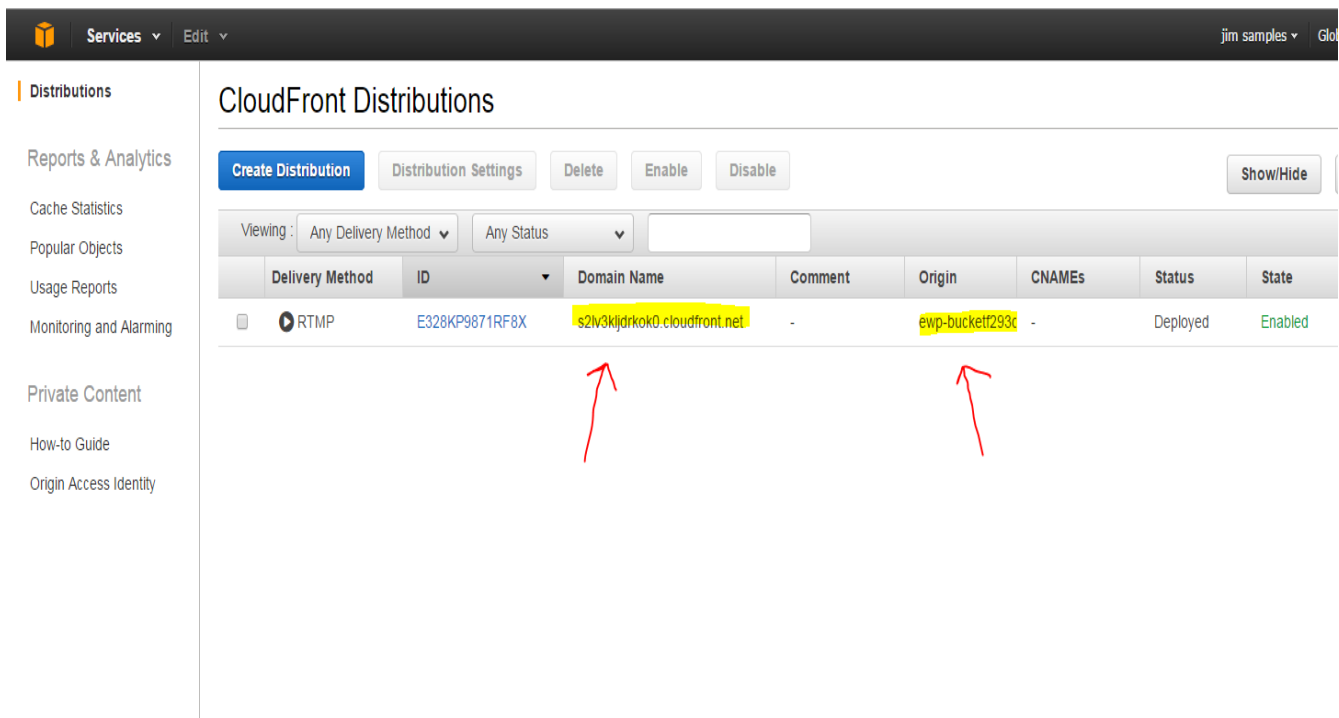 Services Edit jim samples Glob
Distributions
CloudFront Distributions
Reports & Analytics
Create Distribution Distribution Settings Delete Enable Disable Show/Hide
Cache Statistics
Viewing : Any Delivery Method Any Status
Popular Objects
Delivery Method ID Domain Name Comment Origin CNAMEs Status State
Usage Reports
RTMP E328KP9871RF8X s2lv3kljdrkok0.cloudfront.net - ewp-bucketf293c - Deployed Enabled
Monitoring and Alarming
Private Content
How-to Guide
Origin Access Identity